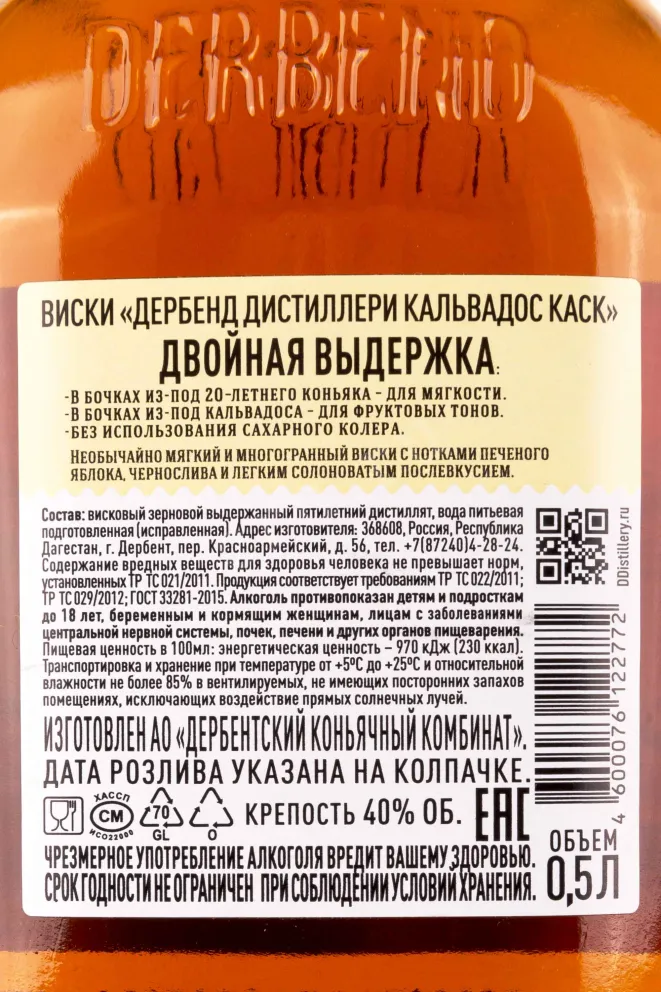 DERBEND
ВИСКИ «ДЕРБЕНД ДИСТИЛЛЕРИ КАЛЬВАДОС КАСК»
ДВОЙНАЯ ВЫДЕРЖКА:
-В БОЧКАХ ИЗ-ПОД 20-ЛЕТНЕГО КОНЬЯКА - ДЛЯ МЯГКОСТИ.
-В БОЧКАХ ИЗ-ПОД КАЛЬВАДОСА - ДЛЯ ФРУКТОВЫХ ТОНОВ.
-БЕЗ ИСПОЛЬЗОВАНИЯ САХАРНОГО КОЛЕРА.
НЕОБЫЧАЙНО МЯГКИЙ И МНОГОГРАННЫЙ ВИСКИ С НОТКАМИ ПЕЧЕНОГО
ЯБЛОКА, ЧЕРНОСЛИВА И ЛЕГКИМ СОЛОНОВАТЫМ ПОСЛЕВКУСИЕМ.
Состав: висковый зерновой выдержанный пятилетний дистиллят, вода питьевая
подготовленная (исправленная). Адрес изготовителя: 368608, Россия, Республика
Дагестан, г. Дербент, пер. Красноармейский, д. 56, тел. +7(87240)4-28-24.
Содержание вредных веществ для здоровья человека не превышает норм,
установленных ТР ТС 021/2011. Продукция соответствует требованиям ТР ТС 022/2011;
ТР ТС 029/2012; ГОСТ 33281-2015. Алкоголь противопоказан детям и подросткам
до 18 лет, беременным и кормящим женщинам, лицам с заболеваниями
центральной нервной системы, почек, печени и других органов пищеварения.
Пищевая ценность в 100мл: энергетическая ценность – 970 кДж (230 ккал).
Транспортировка и хранение при температуре от +5ºС до +25ºС и относительной
влажности не более 85% в вентилируемых, не имеющих посторонних запахов
помещениях, исключающих воздействие прямых солнечных лучей.
DDistillery.ru
4 600076 122772
ИЗГОТОВЛЕН АО «ДЕРБЕНТСКИЙ КОНЬЯЧНЫЙ КОМБИНАТ».
ДАТА РОЗЛИВА УКАЗАНА НА КОЛПАЧКЕ.
ХАССП
СМ
ИСО22000
70
GL
О
КРЕПОСТЬ 40% ОБ.
EAC
ОБЪЕМ
0,5Л
ЧРЕЗМЕРНОЕ УПОТРЕБЛЕНИЕ АЛКОГОЛЯ ВРЕДИТ ВАШЕМУ ЗДОРОВЬЮ.
СРОК ГОДНОСТИ НЕ ОГРАНИЧЕН ПРИ СОБЛЮДЕНИИ УСЛОВИЙ ХРАНЕНИЯ.